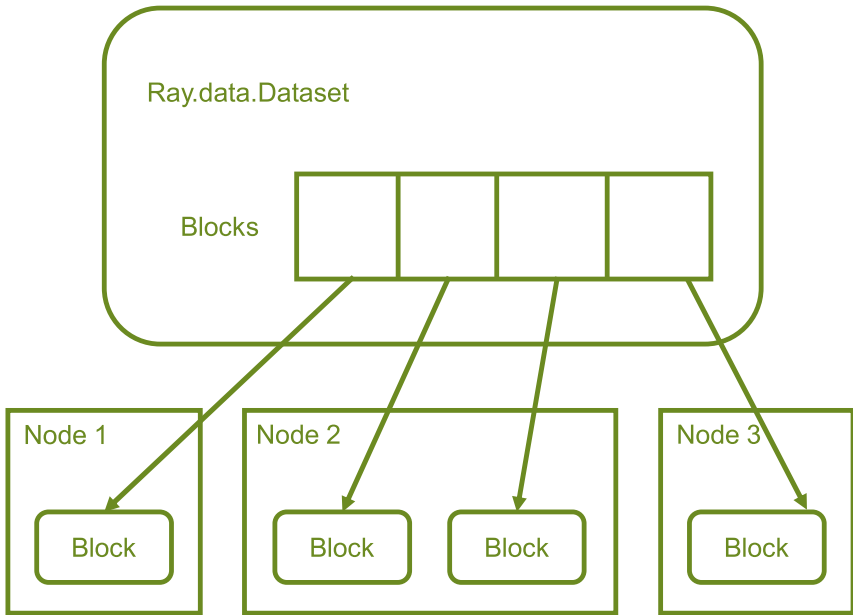 Ray.data.Dataset
Blocks
Node 1
Node 2
Node 3
Block
Block
Block
Block